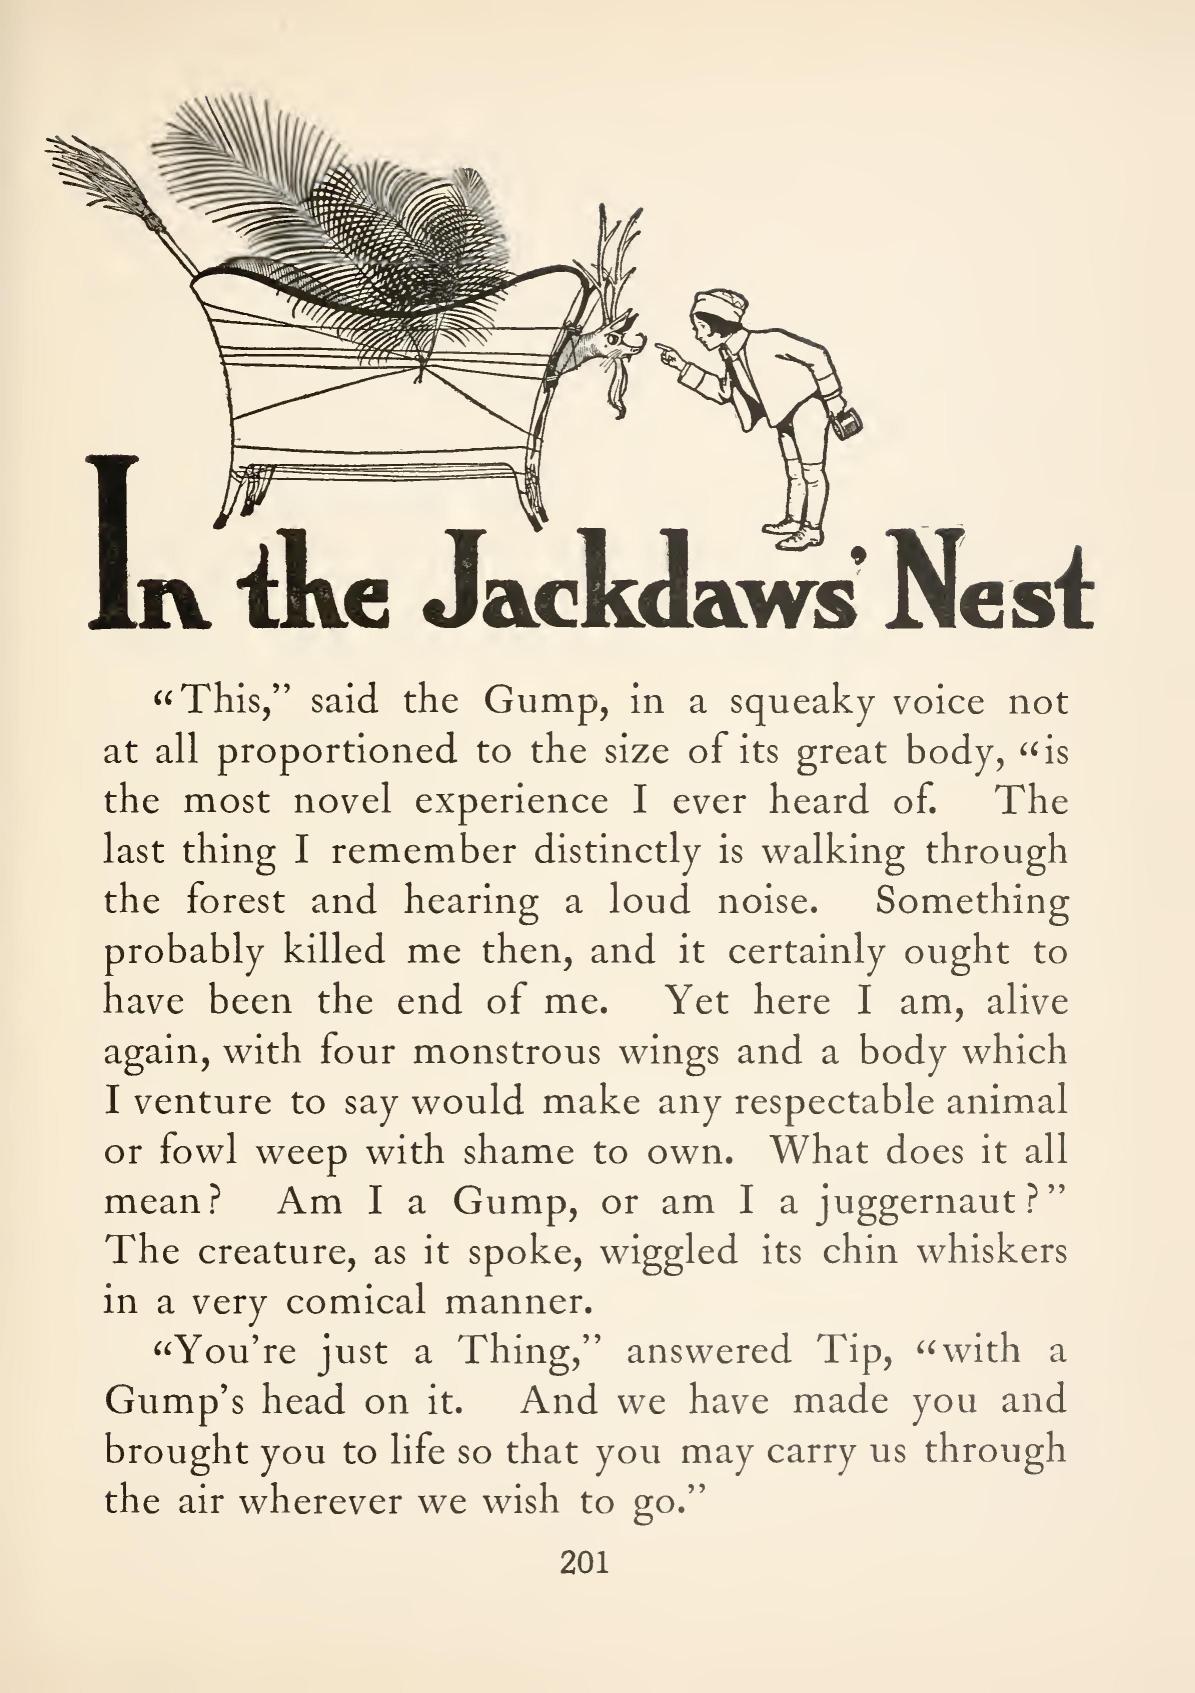 In the Jackdaws' Nest
“This,” said the Gump, in a squeaky voice not
at all proportioned to the size of its great body, “is
the most novel experience I ever heard of. The
last thing I remember distinctly is walking through
the forest and hearing a loud noise. Something
probably killed me then, and it certainly ought to
have been the end of me. Yet here I am, alive
again, with four monstrous wings and a body which
I venture to say would make any respectable animal
or fowl weep with shame to own. What does it all
mean? Am I a Gump, or am I a juggernaut?”
The creature, as it spoke, wiggled its chin whiskers
in a very comical manner.
“You're just a Thing,” answered Tip, “with a
Gump's head on it. And we have made you and
brought you to life so that you may carry us through
the air wherever we wish to go.”
201